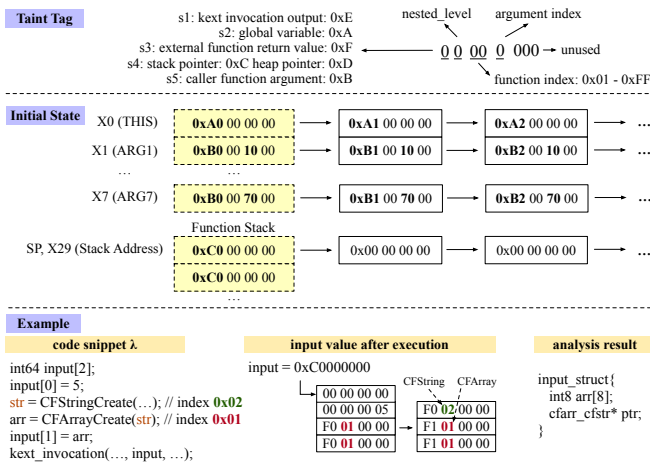 Taint Tag
s1: kext invocation output: 0xE
s2: global variable: 0xA
s3: external function return value: 0xF
s4: stack pointer: 0xC heap pointer: 0xD
s5: caller function argument: 0xB
nested_level
argument index
0 0 00 0 000
unused
function index: 0x01 - 0xFF
Initial State
X0 (THIS)
0xA0 00 00 00
0xA1 00 00 00
0xA2 00 00 00
...
X1 (ARG1)
0xB0 00 10 00
0xB1 00 10 00
0xB2 00 10 00
...
...
X7 (ARG7)
0xB0 00 70 00
0xB1 00 70 00
0xB2 00 70 00
...
Function Stack
SP, X29 (Stack Address)
0xC0 00 00 00
0x00 00 00 00
0x00 00 00 00
...
0xC0 00 00 00
...
Example
code snippet λ
int64 input[2];
input[0] = 5;
str = CFStringCreate(…); // index 0x02
arr = CFArrayCreate(str); // index 0x01
input[1] = arr;
kext_invocation(…, input, …);
input value after execution
input = 0xC0000000
CFString
CFArray
00 00 00 00
00 00 00 05
F0 01 00 00
F0 01 00 00
F0 02 00 00
F1 01 00 00
F1 01 00 00
analysis result
input_struct{
int8 arr[8];
cfarr_cfstr* ptr;
}